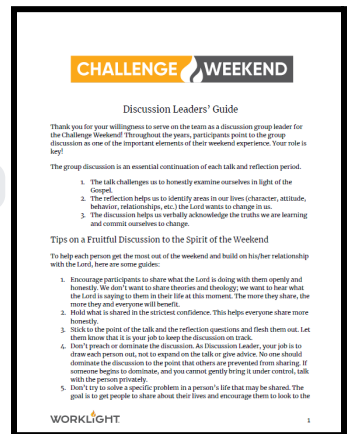 CHALLENGE WEEKEND
Discussion Leaders' Guide
Thank you for your willingness to serve on the team as a discussion group leader for
the Challenge Weekend! Throughout the years, participants point to the group
discussion as one of the important elements of their weekend experience. Your role is
key!
The group discussion is an essential continuation of each talk and reflection period.
1. The talk challenges us to honestly examine ourselves in light of the
Gospel.
2. The reflection helps us to identify areas in our lives (character, attitude,
behavior, relationships, etc.) the Lord wants to change in us.
3. The discussion helps us verbally acknowledge the truths we are learning
and commit ourselves to change.
Tips on a Fruitful Discussion to the Spirit of the Weekend
To help each person get the most out of the weekend and build on his/her relationship
with the Lord, here are some guides:
1. Encourage participants to share what the Lord is doing with them openly and
honestly. We don't want to share theories and theology; we want to hear what
the Lord is saying to them in their life at this moment. The more they share, the
more they and everyone will benefit.
2. Hold what is shared in the strictest confidence. This helps everyone share more
honestly.
3. Stick to the point of the talk and the reflection questions and flesh them out. Let
them know that it is your job to keep the discussion on track.
4. Don't preach or dominate the discussion. As Discussion Leader, your job is to
draw each person out, not to expand on the talk or give advice. No one should
dominate the discussion to the point that others are prevented from sharing. If
someone begins to dominate, and you cannot gently bring it under control, talk
with the person privately.
5. Don't try to solve a specific problem in a person's life that may be shared. The
goal is to get people to share about their lives and encourage them to look to the
WORKLIGHT 1